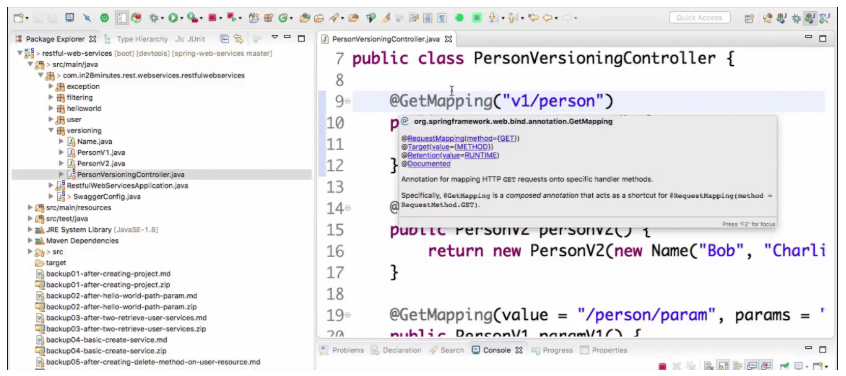 Quick Access
Package Explorer
Type Hierarchy
JUnit
> restful-web-services [boot] [devtools] [spring-web-services master]
> src/main/java
> com.in28minutes.rest.webservices.restfulwebservices
exception
filtering
helloworld
user
versioning
Name.java
PersonV1.java
PersonV2.java
PersonVersioningController.java
RestfulWebServicesApplication.java
> SwaggerConfig.java
src/main/resources
src/test/java
JRE System Library [JavaSE-1.8]
Maven Dependencies
> src
target
backup01-after-creating-project.md
backup01-after-creating-project.zip
backup02-after-hello-world-path-param.md
backup02-after-hello-world-path-param.zip
backup03-after-two-retrieve-user-services.md
backup03-after-two-retrieve-user-services.zip
backup04-basic-create-service.md
backup04-basic-create-service.zip
backup05-after-creating-delete-method-on-user-resource.md
PersonVersioningController.java
7 public class PersonVersioningController {
8
9 @GetMapping("v1/person")
10 p
11
12 }
13
14 @
15 public PersonV2 personV2() {
16 return new PersonV2(new Name("Bob", "Charli
17 }
18
19 @GetMapping(value = "/person/param", params = "
20 public PersonV1 paramV1() {
@ org.springframework.web.bind.annotation.GetMapping
@RequestMapping(method={GET})
@Target(value={METHOD})
@Retention(value=RUNTIME)
@Documented
Annotation for mapping HTTP GET requests onto specific handler methods.
Specifically, @GetMapping is a composed annotation that acts as a shortcut for @RequestMapping(method =
RequestMethod.GET).
Press 'F2' for focus
Problems
Declaration
Search
Console
Progress
Properties